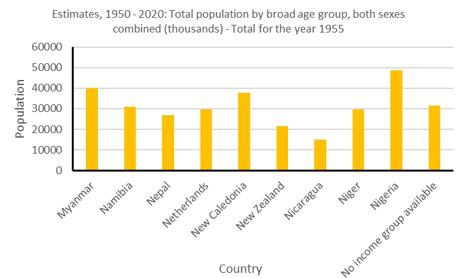 Estimates, 1950 - 2020: Total population by broad age group, both sexes
combined (thousands) - Total for the year 1955
60000
50000
40000
30000
20000
10000
0
Population
Myanmar
Namibia
Nepal
Netherlands
New Caledonia
New Zealand
Nicaragua
Niger
Nigeria
No income group available
Country